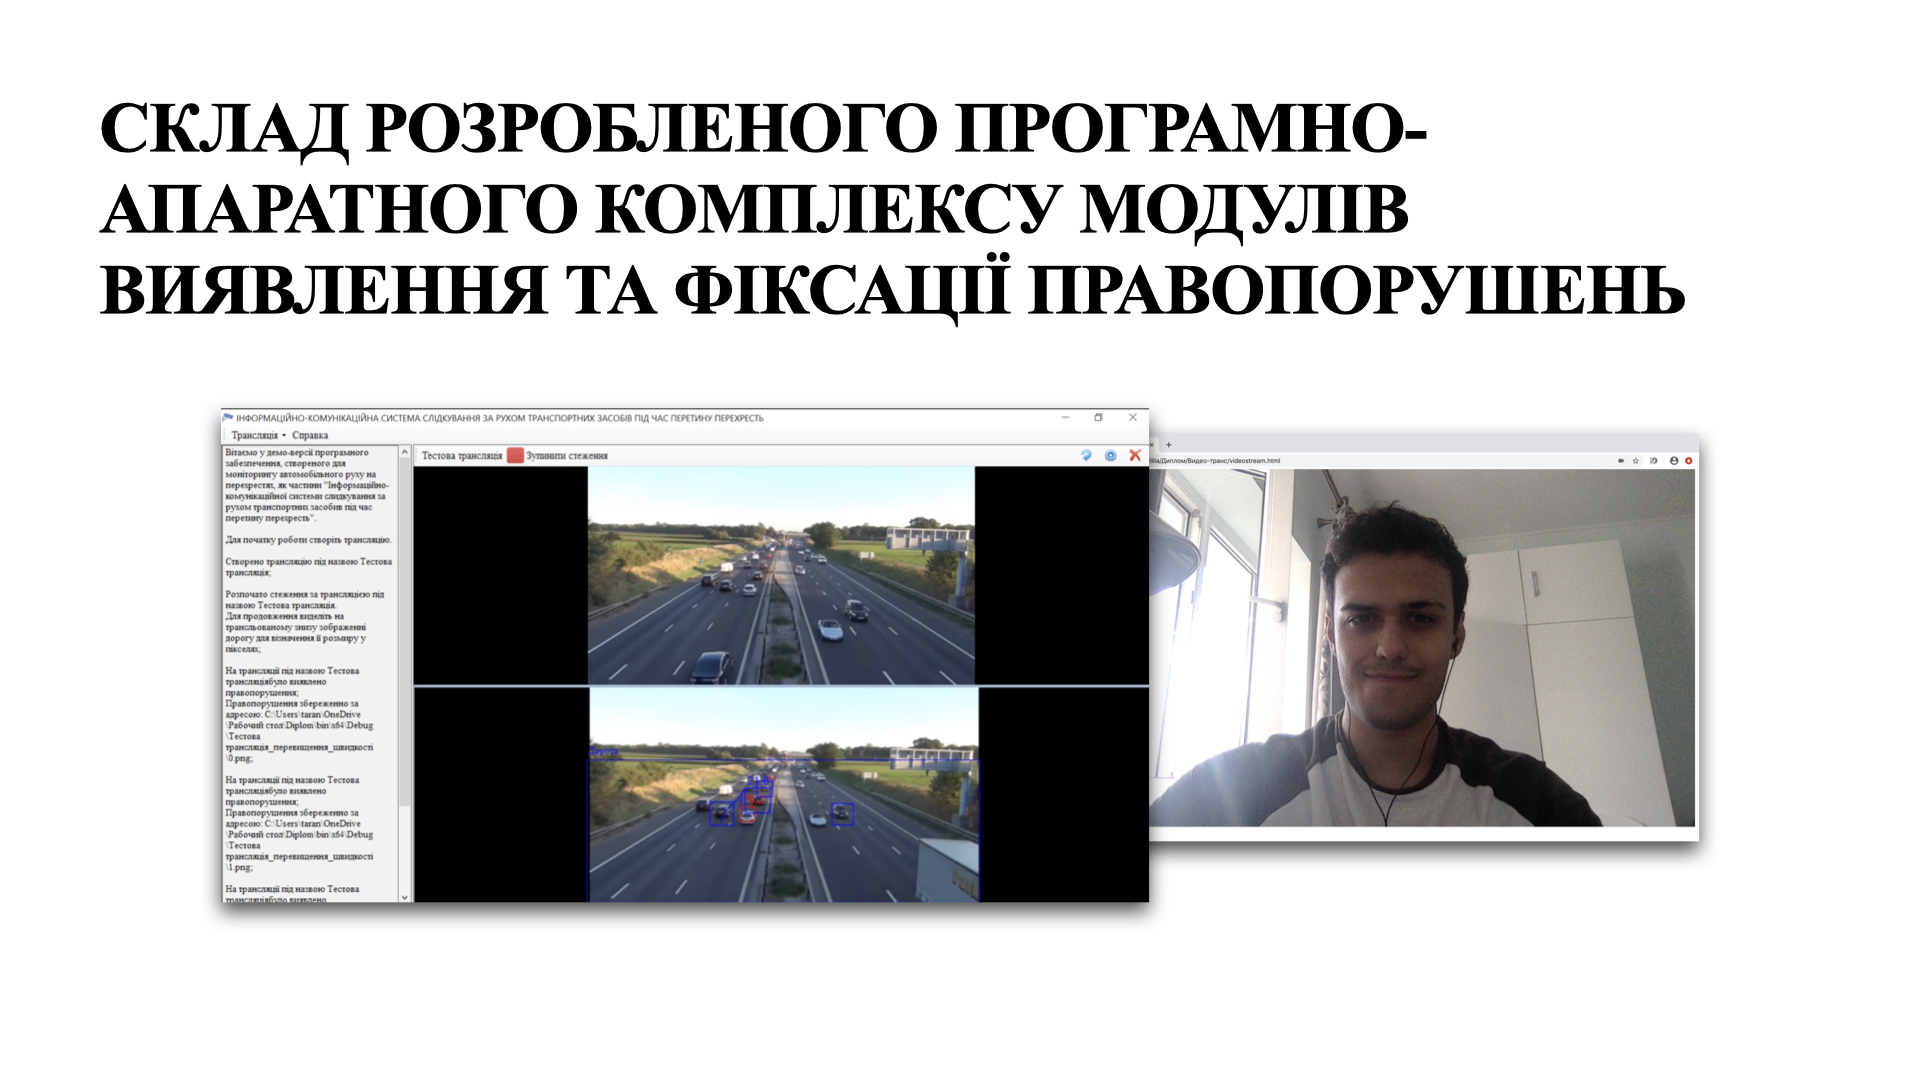 СКЛАД РОЗРОБЛЕНОГО ПРОГРАМНО-
АПАРАТНОГО КОМПЛЕКСУ МОДУЛІВ
ВИЯВЛЕННЯ ТА ФІКСАЦІЇ ПРАВОПОРУШЕНЬ
ІНФОРМАЦІЙНО-КОМУНІКАЦІЙНА СИСТЕМА СЛІДКУВАННЯ ЗА РУХОМ ТРАНСПОРТНИХ ЗАСОБІВ ПІД ЧАС ПЕРЕТИНУ ПЕРЕХРЕСТЬ
Трансляція Справка
Вітаємо у демо-версії програмного
забезпечення, створеного для
моніторингу автомобільного руху на
перехрестях, як частини "Інформаційно-
комунікаційної системи слідкування за
рухом транспортних засобів під час
перетину перехресть".
Для початку роботи створіть трансляцію.
Створено трансляцію під назвою Тестова
трансляція;
Розпочато стеження за трансляцією під
назвою Тестова трансляція.
Для продовження виділіть на
трансльованому знизу зображенні
дорогу для візначення її розміру у
пікселях;
На трансляції під назвою Тестова
трансляціябуло виявлено
правопорушення;
Правопорушення збереженно за
адресою: C:\Users\taran\OneDrive
\Рабочий стол\Diplom\bin\x64\Debug
\Тестова
трансляція_перевищення_швидкості
\0.png;
На трансляції під назвою Тестова
трансляціябуло виявлено
правопорушення;
Правопорушення збереженно за
адресою: C:\Users\taran\OneDrive
\Рабочий стол\Diplom\bin\x64\Debug
\Тестова
трансляція_перевищення_швидкості
\1.png;
На трансляції під назвою Тестова
трансляціябуло виявлено
Тестова трансляція Зупинити стеження
/Диплом/Видео-транс/videostream.html